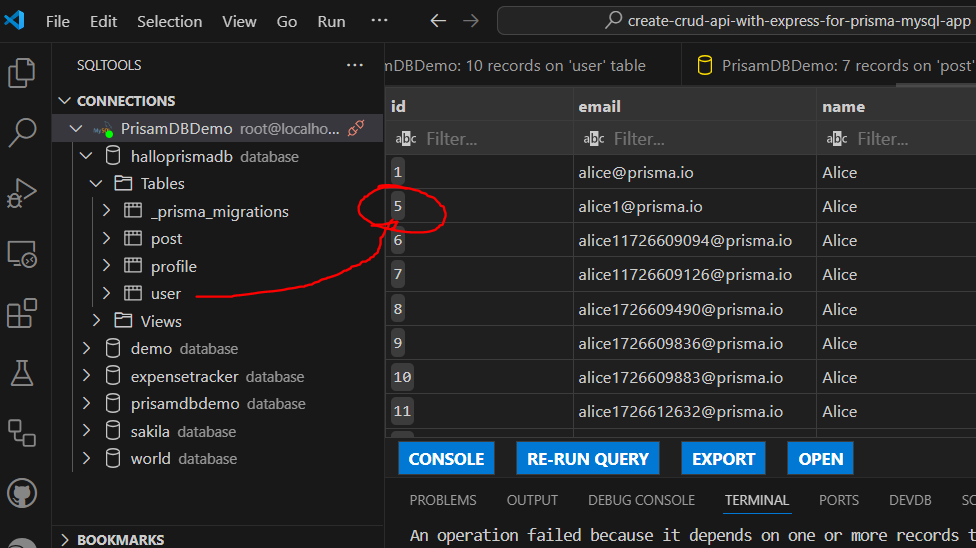 File Edit Selection View Go Run ··· create-crud-api-with-express-for-prisma-mysql-app
SQLTOOLS ···
mDBDemo: 10 records on 'user' table PrisamDBDemo: 7 records on 'post'
CONNECTIONS
PrisamDBDemo root@localho...
halloprismadb database
Tables
_prisma_migrations
post
profile
user
Views
demo database
expensetracker database
prisamdbdemo database
sakila database
world database
BOOKMARKS
id email name
abc Filter... abc Filter... abc Filter...
1 alice@prisma.io Alice
5 alice1@prisma.io Alice
6 alice11726609094@prisma.io Alice
7 alice11726609126@prisma.io Alice
8 alice1726609490@prisma.io Alice
9 alice1726609836@prisma.io Alice
10 alice1726609883@prisma.io Alice
11 alice1726612632@prisma.io Alice
CONSOLE RE-RUN QUERY EXPORT OPEN
PROBLEMS OUTPUT DEBUG CONSOLE TERMINAL PORTS DEVDB
An operation failed because it depends on one or more records